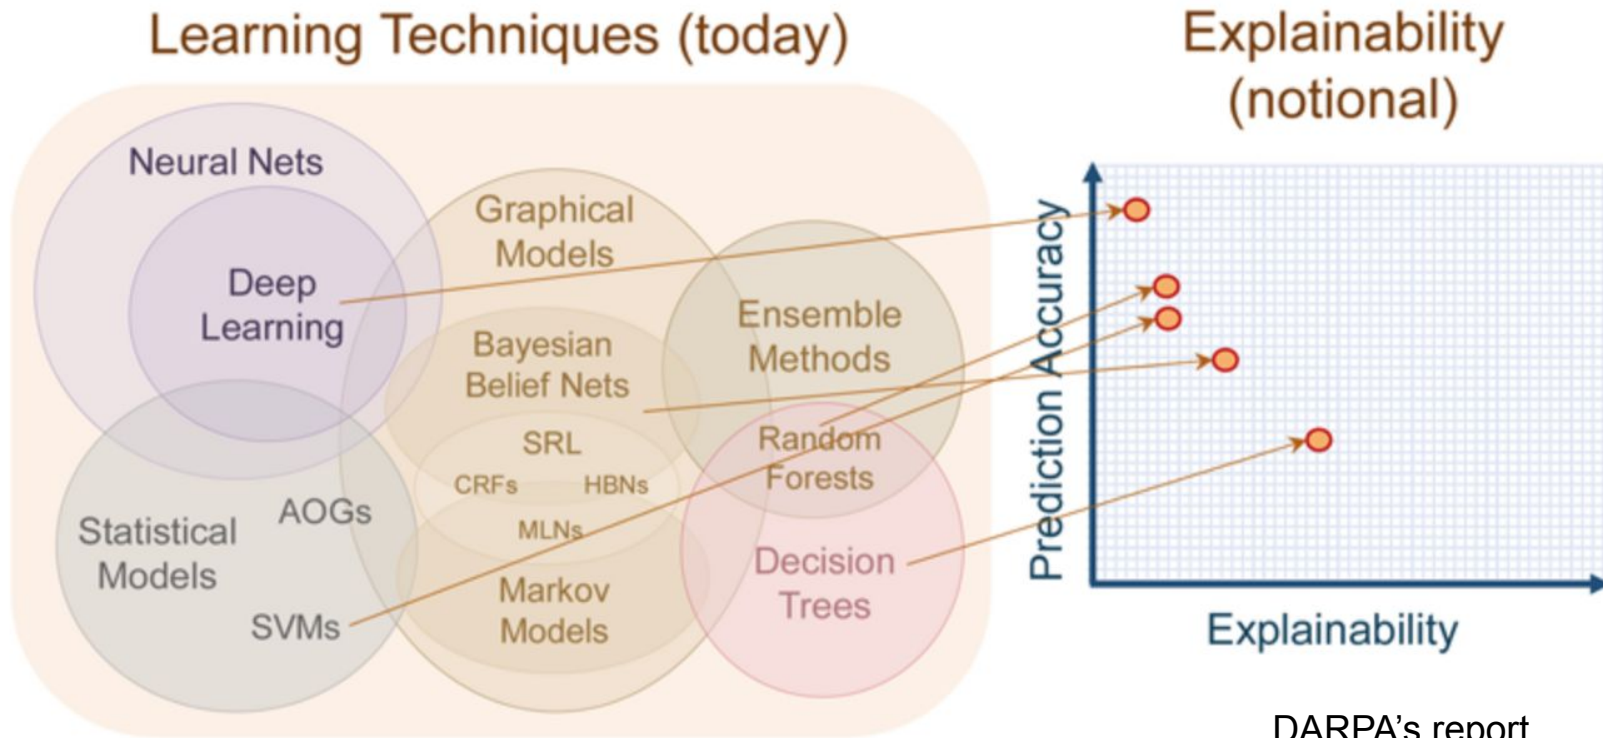 Learning Techniques (today)
Explainability
(notional)
Neural Nets
Deep
Learning
Graphical
Models
Bayesian
Belief Nets
SRL
CRFs
HBNs
MLNs
Markov
Models
Ensemble
Methods
Random
Forests
Decision
Trees
Statistical
Models
AOGs
SVMs
Prediction Accuracy
Explainability
DARPA's report